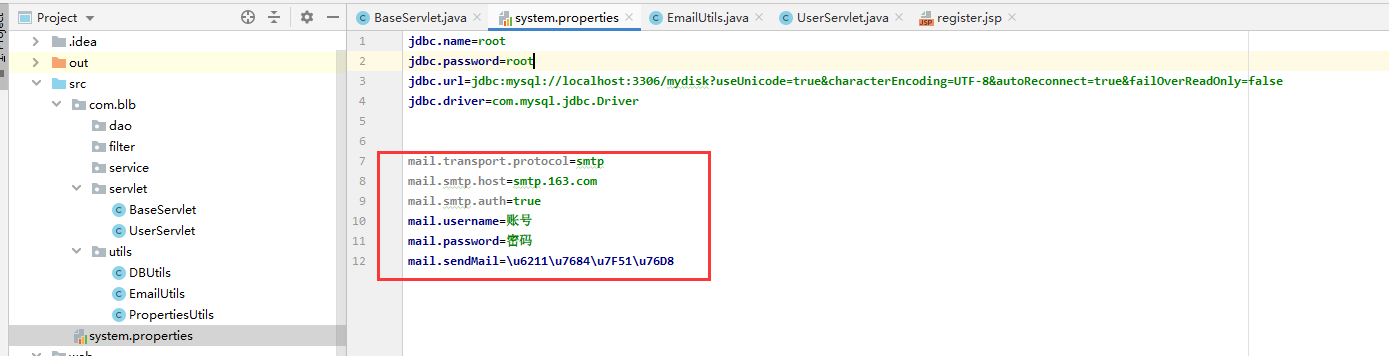 Project
BaseServlet.java
system.properties
EmailUtils.java
UserServlet.java
register.jsp
.idea
out
src
com.blb
dao
filter
service
servlet
BaseServlet
UserServlet
utils
DBUtils
EmailUtils
PropertiesUtils
system.properties
1 jdbc.name=root
2 jdbc.password=root
3 jdbc.url=jdbc:mysql://localhost:3306/mydisk?useUnicode=true&characterEncoding=UTF-8&autoReconnect=true&failOverReadOnly=false
4 jdbc.driver=com.mysql.jdbc.Driver
5
6
7 mail.transport.protocol=smtp
8 mail.smtp.host=smtp.163.com
9 mail.smtp.auth=true
10 mail.username=账号
11 mail.password=密码
12 mail.sendMail=\u6211\u7684\u7F51\u76D8